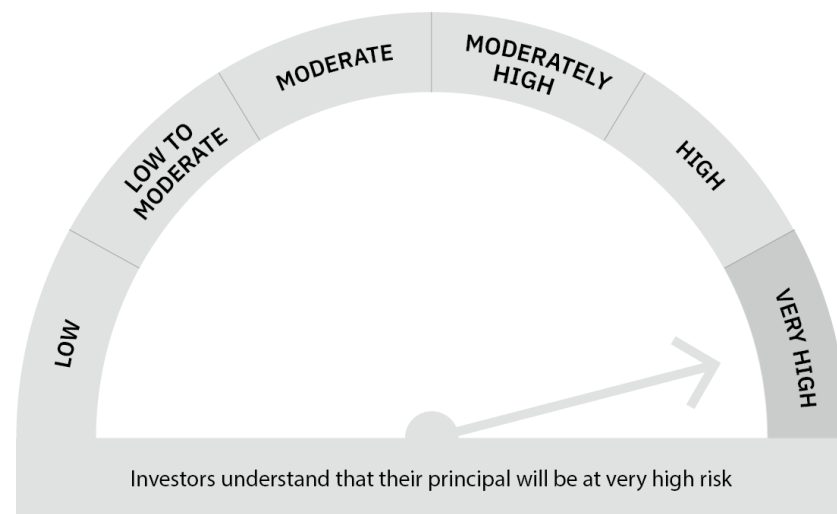 LOW
LOW TO
MODERATE
MODERATE
MODERATELY
HIGH
HIGH
VERY HIGH
Investors understand that their principal will be at very high risk